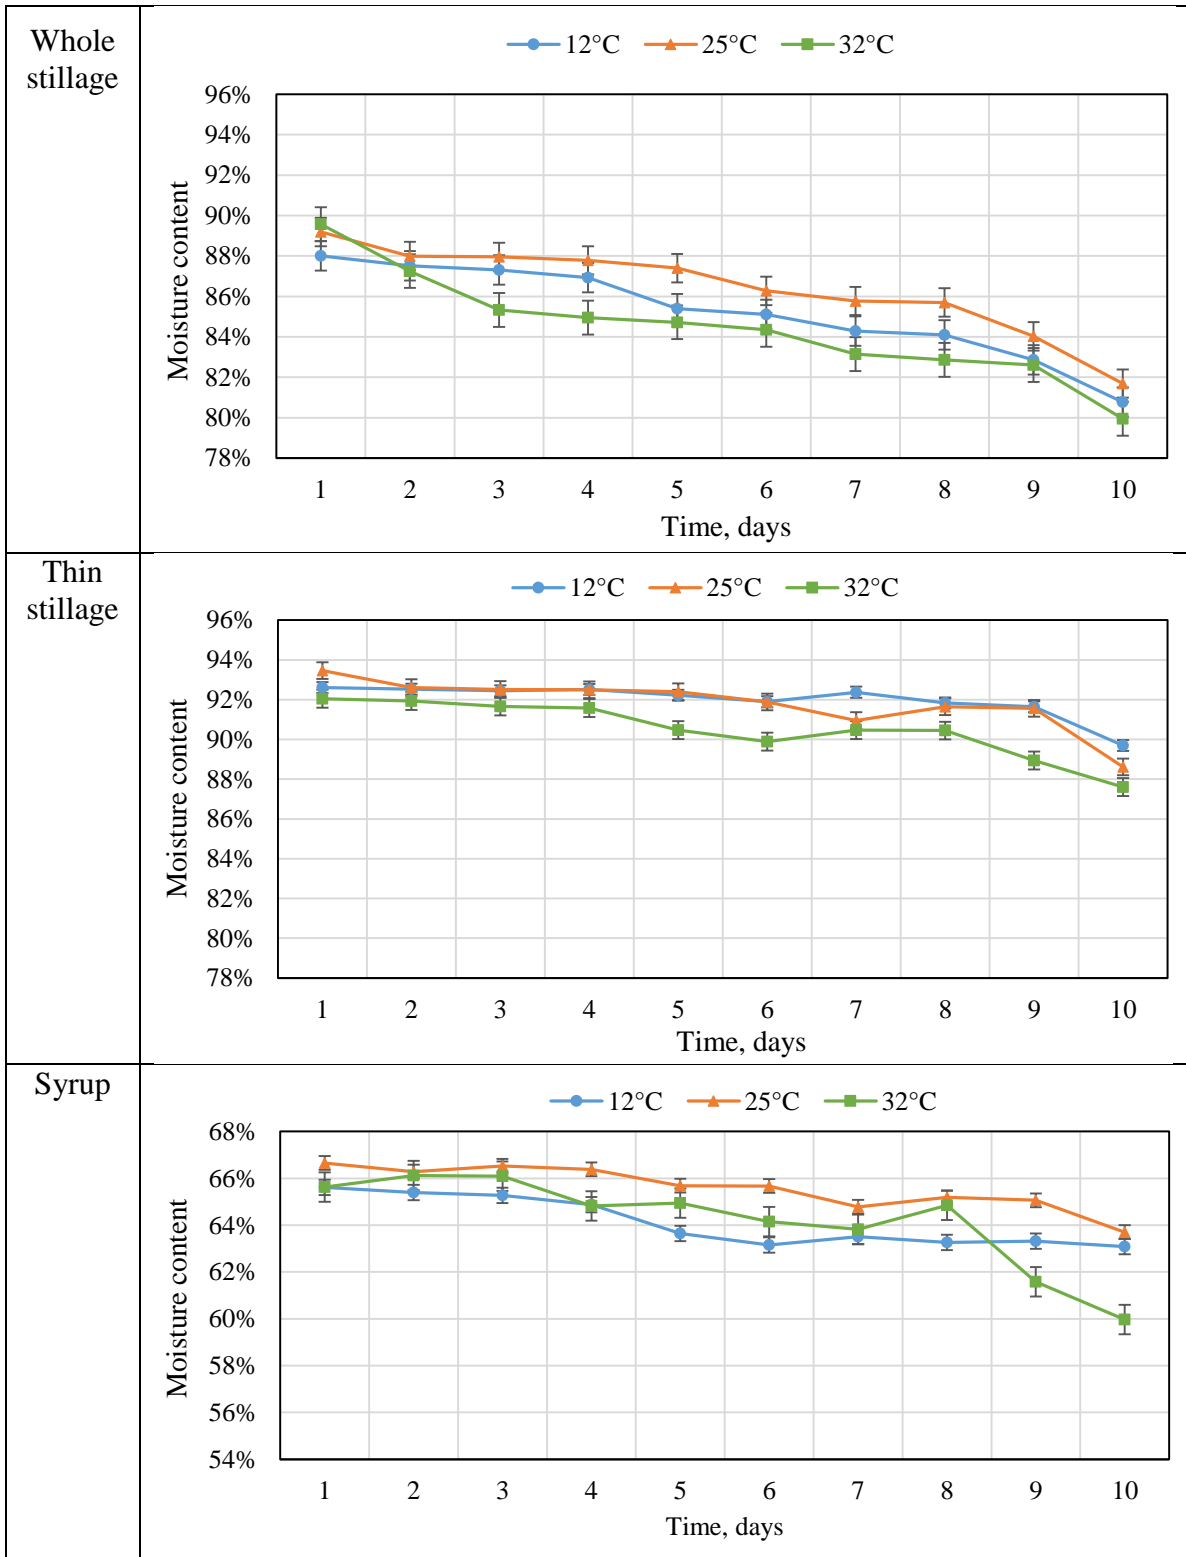 Whole
stillage
12°C 25°C 32°C
96%
94%
92%
90%
88%
86%
84%
82%
80%
78%
Moisture content
1 2 3 4 5 6 7 8 9 10
Time, days
Thin
stillage
12°C 25°C 32°C
96%
94%
92%
90%
88%
86%
84%
82%
80%
78%
Moisture content
1 2 3 4 5 6 7 8 9 10
Time, days
Syrup
12°C 25°C 32°C
68%
66%
64%
62%
60%
58%
56%
54%
Moisture content
1 2 3 4 5 6 7 8 9 10
Time, days